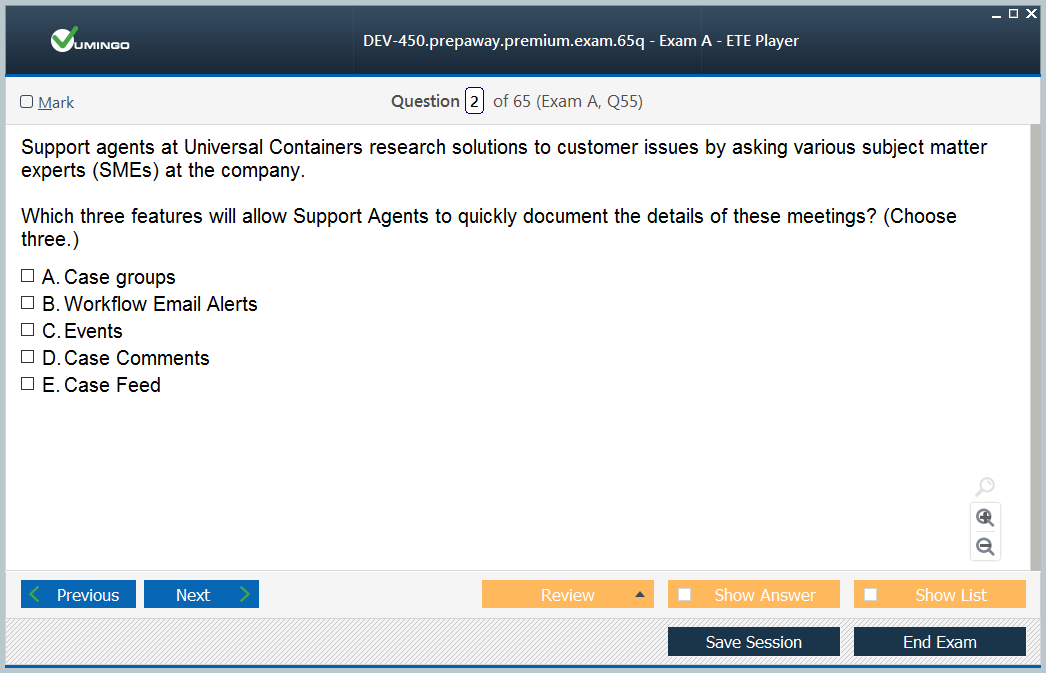 VUMINGO
DEV-450.prepaway.premium.exam.65q - Exam A - ETE Player
Mark
Question 2 of 65 (Exam A, Q55)
Support agents at Universal Containers research solutions to customer issues by asking various subject matter
experts (SMEs) at the company.
Which three features will allow Support Agents to quickly document the details of these meetings? (Choose
three.)
A. Case groups
B. Workflow Email Alerts
C. Events
D. Case Comments
E. Case Feed
Previous
Next
Review
Show Answer
Show List
Save Session
End Exam